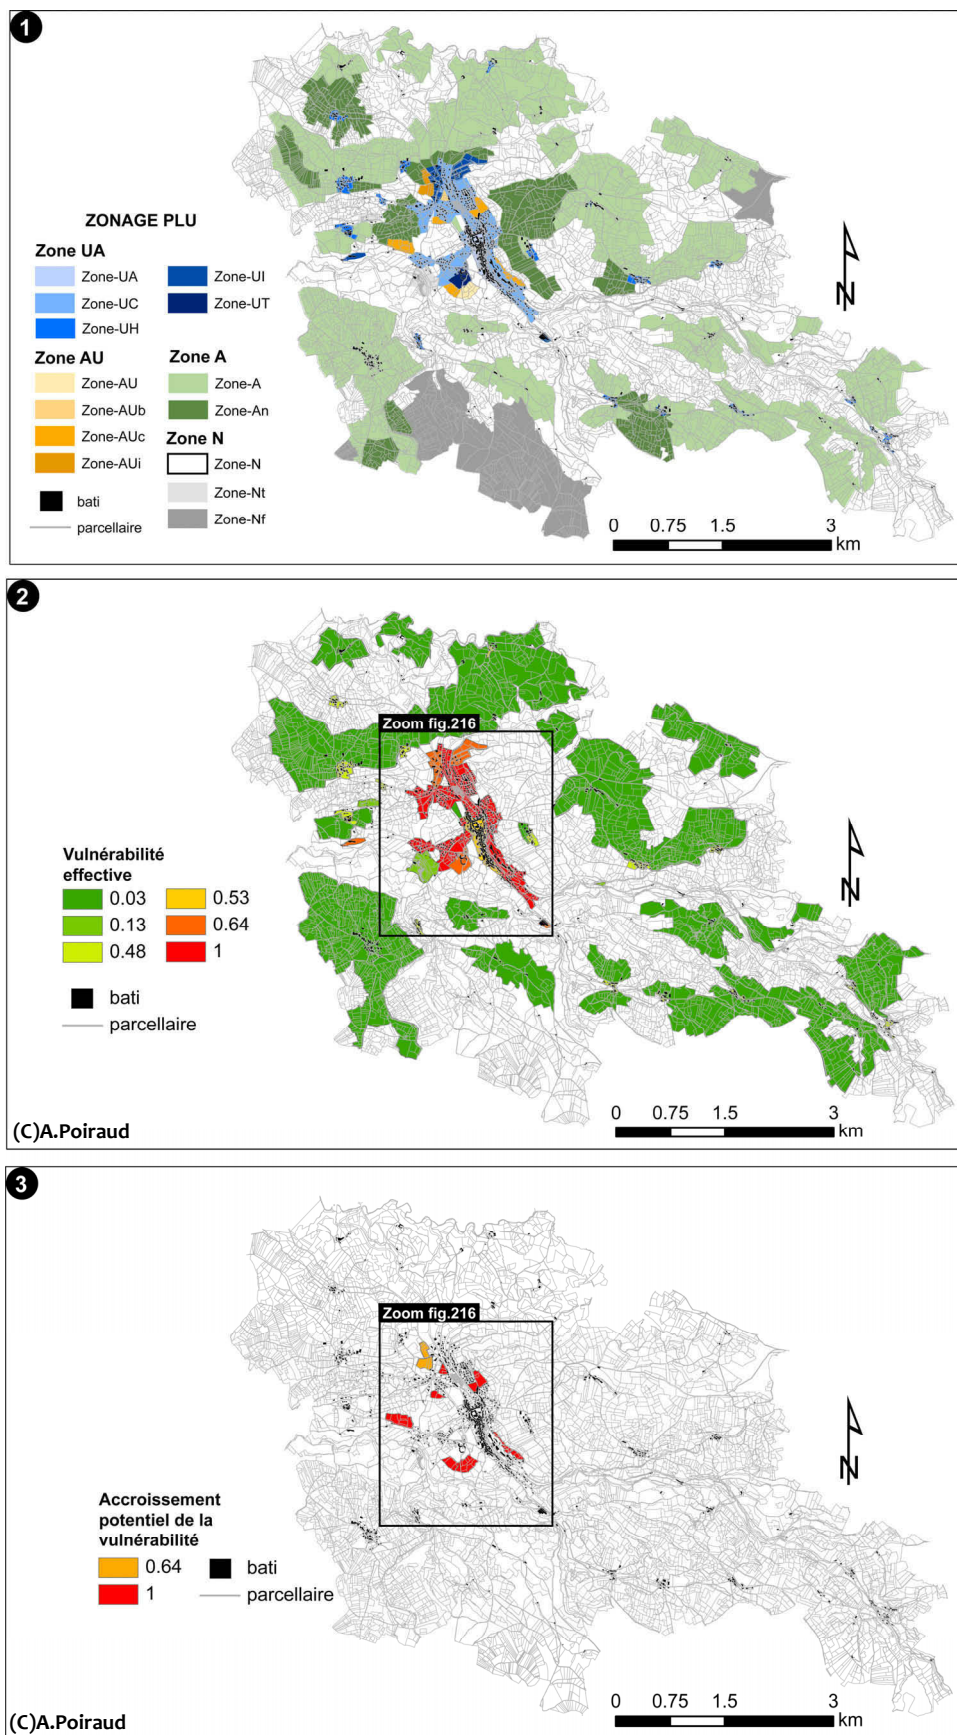 1
ZONAGE PLU
Zone UA
Zone-UA
Zone-UI
Zone-UC
Zone-UT
Zone-UH
Zone AU
Zone A
Zone-AU
Zone-A
Zone-AUb
Zone-An
Zone-AUc
Zone N
Zone-AUi
Zone-N
bati
Zone-Nt
parcellaire
Zone-Nf
N
0 0.75 1.5 3
km
2
Zoom fig.216
Vulnérabilité
effective
0.03 0.53
0.13 0.64
0.48 1
bati
parcellaire
N
0 0.75 1.5 3
km
(C)A.Poiraud
3
Zoom fig.216
Accroissement
potentiel de la
vulnérabilité
0.64 bati
1 parcellaire
N
0 0.75 1.5 3
km
(C)A.Poiraud